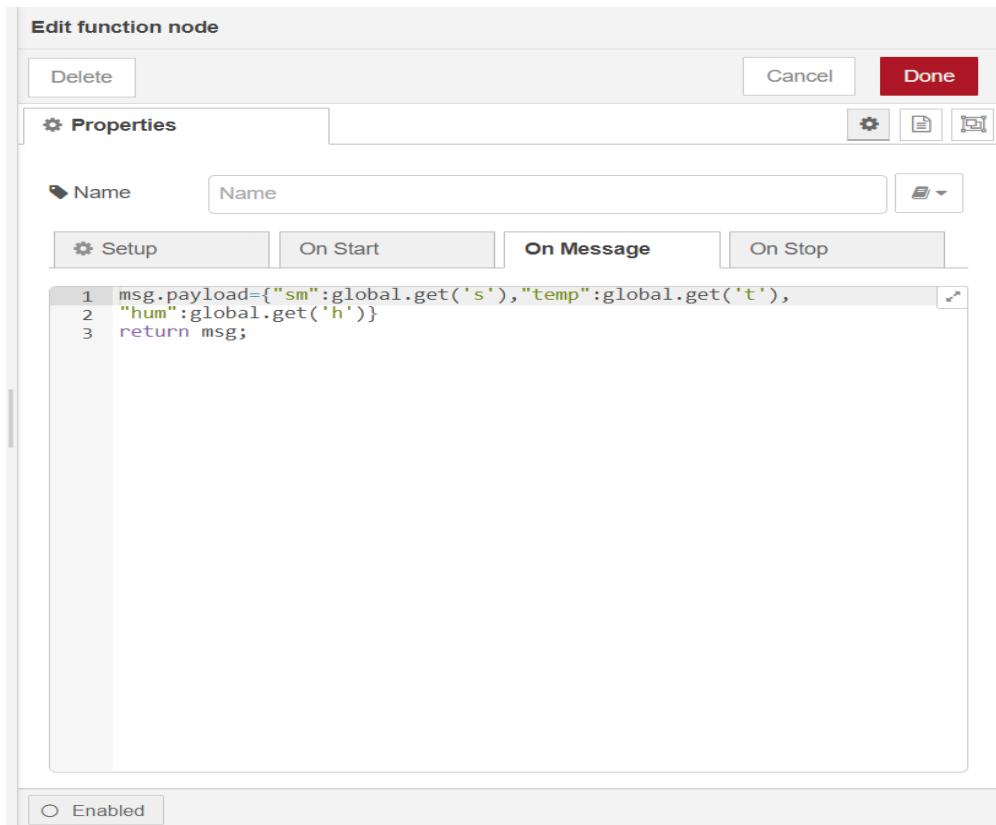 Edit function node
Delete
Cancel
Done
Properties
Name
Name
Setup
On Start
On Message
On Stop
1 msg.payload={"sm":global.get('s'),"temp":global.get('t'),
2 "hum":global.get('h')}
3 return msg;
Enabled